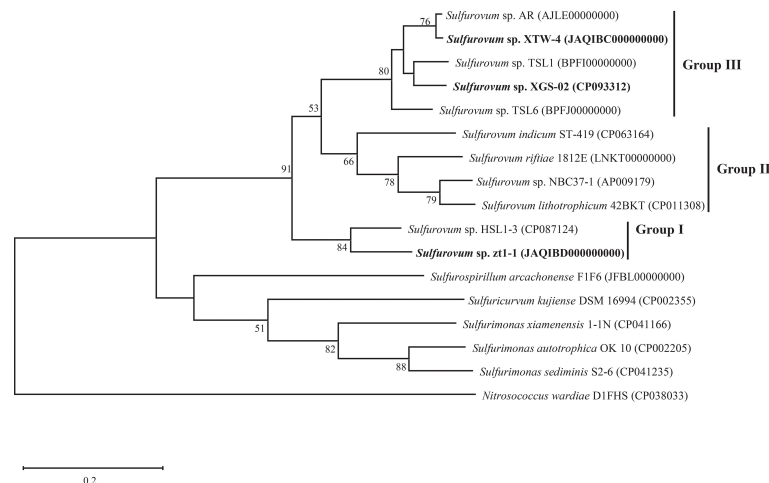 76
Sulfurovum sp. AR (AJLE00000000)
Sulfurovum sp. XTW-4 (JAQIBC000000000)
Sulfurovum sp. TSL1 (BPFI00000000)
Group III
80
Sulfurovum sp. XGS-02 (CP093312)
53
Sulfurovum sp. TSL6 (BPFJ00000000)
Sulfurovum indicum ST-419 (CP063164)
66
Sulfurovum riftiae 1812E (LNKT00000000)
Group II
91
78
Sulfurovum sp. NBC37-1 (AP009179)
79
Sulfurovum lithotrophicum 42BKT (CP011308)
Sulfurovum sp. HSL1-3 (CP087124)
Group I
84
Sulfurovum sp. zt1-1 (JAQIBD000000000)
Sulfurospirillum arcachonense F1F6 (JFBL00000000)
Sulfuricurvum kujiense DSM 16994 (CP002355)
51
Sulfurimonas xiamenensis 1-1N (CP041166)
82
Sulfurimonas autotrophica OK 10 (CP002205)
88
Sulfurimonas sediminis S2-6 (CP041235)
Nitrosococcus wardiae D1FHS (CP038033)
0.2